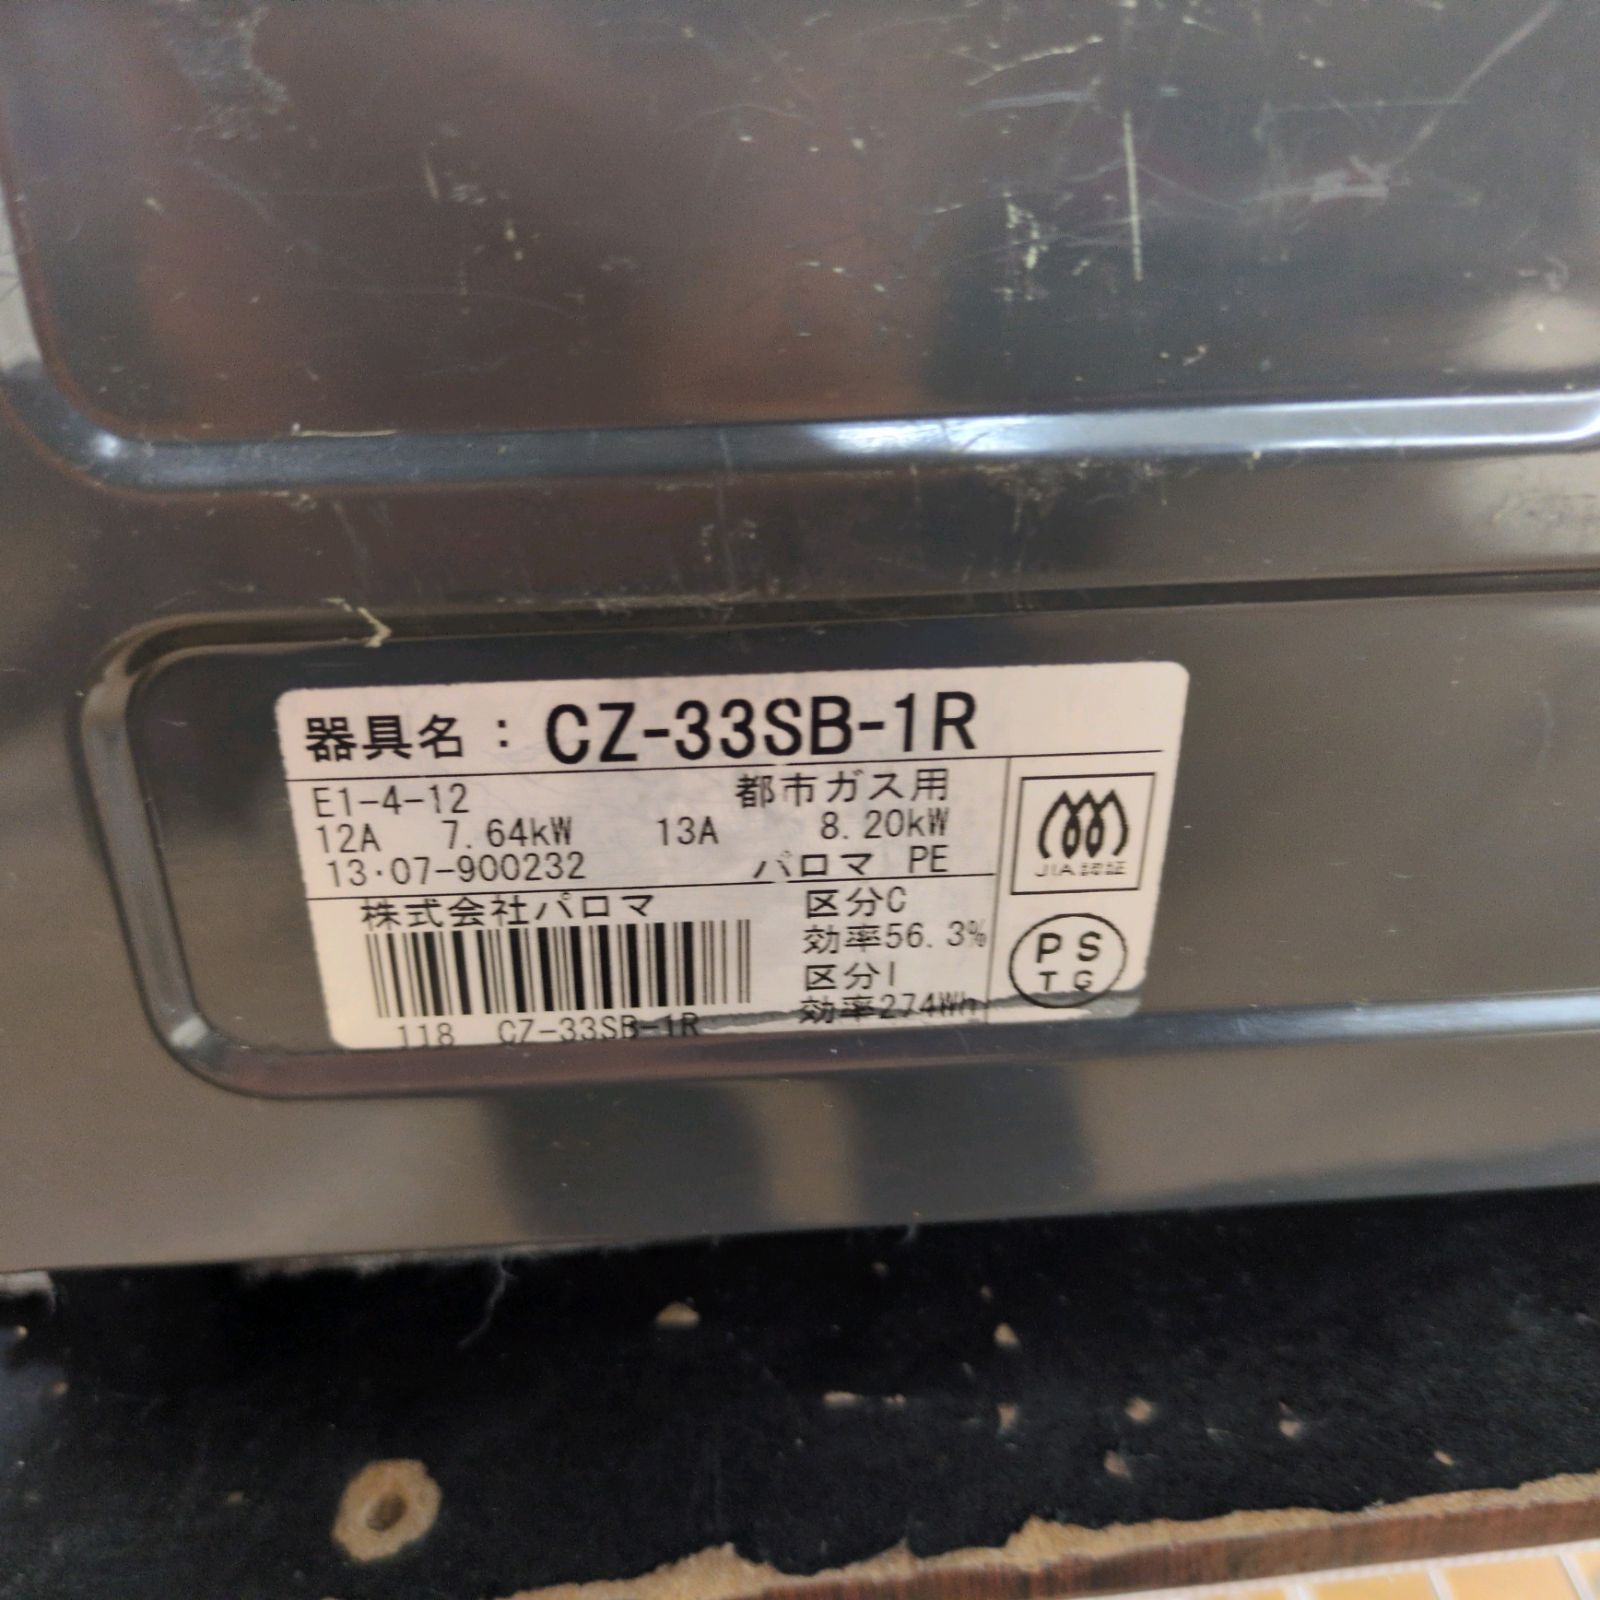 器具名：CZ-33SB-1R
E1-4-12 都市ガス用
12A 7.64kW 13A 8.20kW
13・07-900232 パロマ PE
JIA認証
株式会社パロマ
区分C
効率56.3%
区分I
効率274Wh
PS
TG
118 CZ-33SB-1R